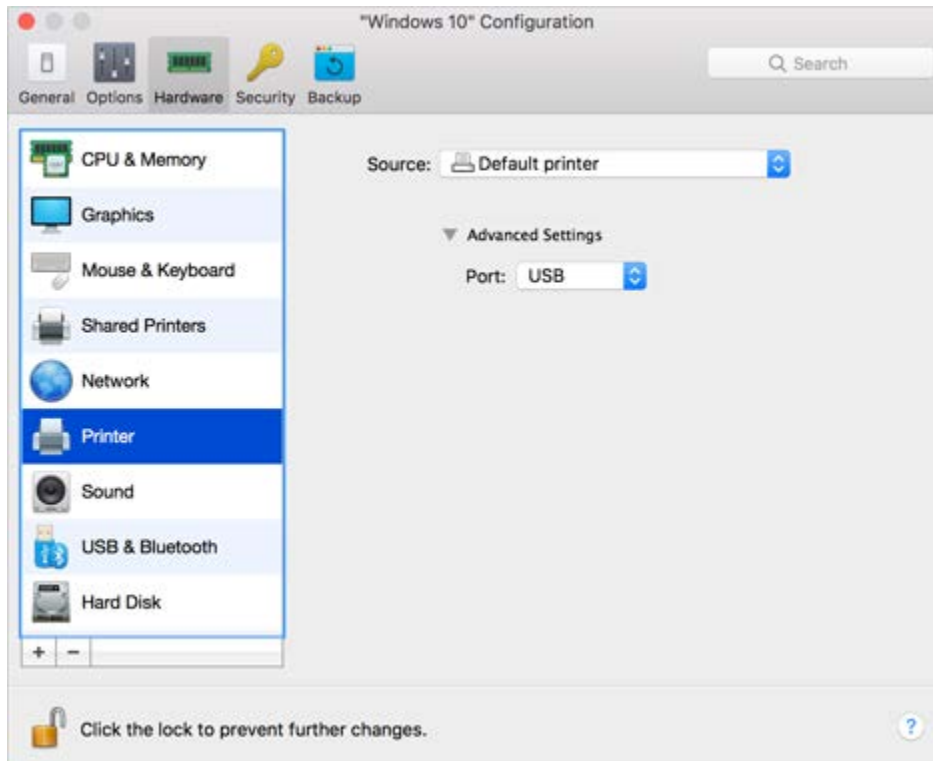 "Windows 10" Configuration
General Options Hardware Security Backup
Search
CPU & Memory
Graphics
Mouse & Keyboard
Shared Printers
Network
Printer
Sound
USB & Bluetooth
Hard Disk
+ −
Source: Default printer
Advanced Settings
Port: USB
Click the lock to prevent further changes.
?